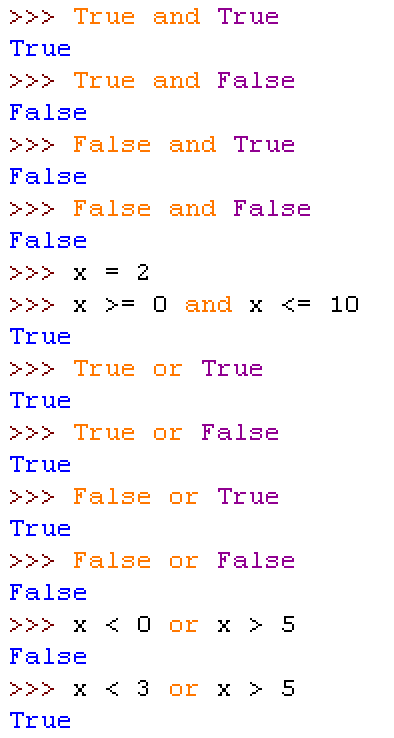 >>> True and True
True
>>> True and False
False
>>> False and True
False
>>> False and False
False
>>> x = 2
>>> x >= 0 and x <= 10
True
>>> True or True
True
>>> True or False
True
>>> False or True
True
>>> False or False
False
>>> x < 0 or x > 5
False
>>> x < 3 or x > 5
True